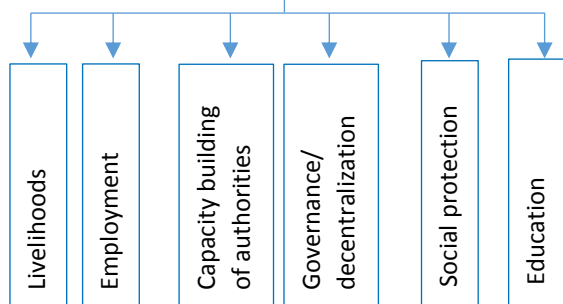 Livelihoods
Employment
Capacity building
of authorities
Governance/
decentralization
Social protection
Education